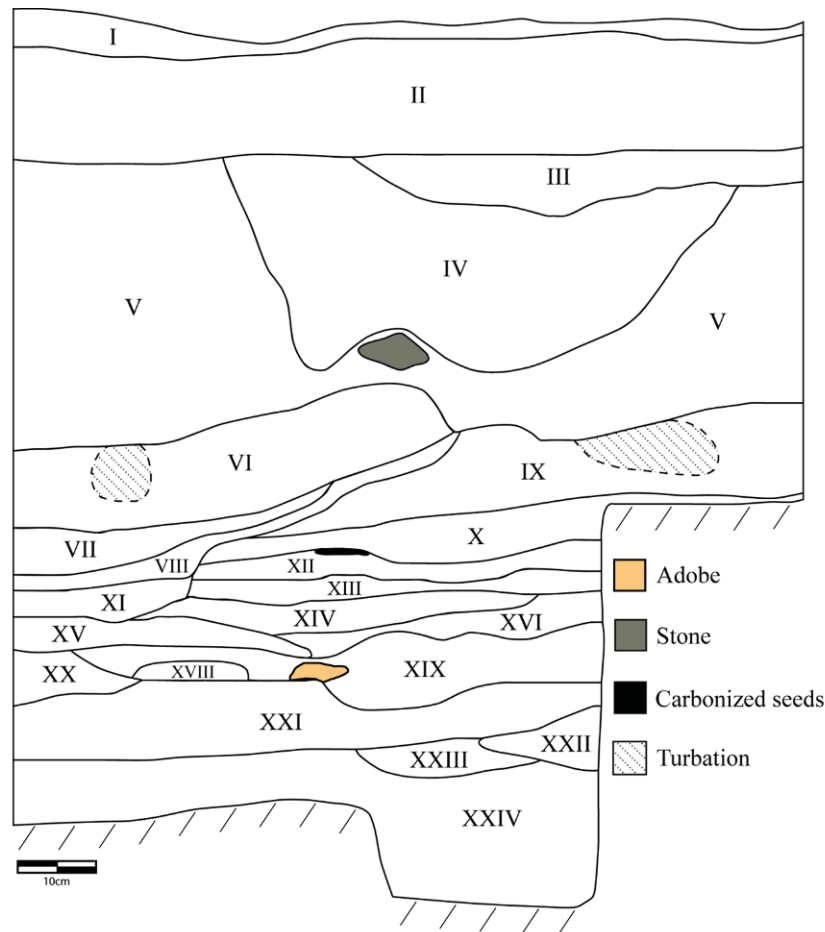 I
II
III
IV
V
V
VI
IX
X
VII
VIII
XII
XI
XIII
XIV
XV
XVI
XX
XVIII
XIX
XXI
XXII
XXIII
XXIV
Adobe
Stone
Carbonized seeds
Turbation
10cm